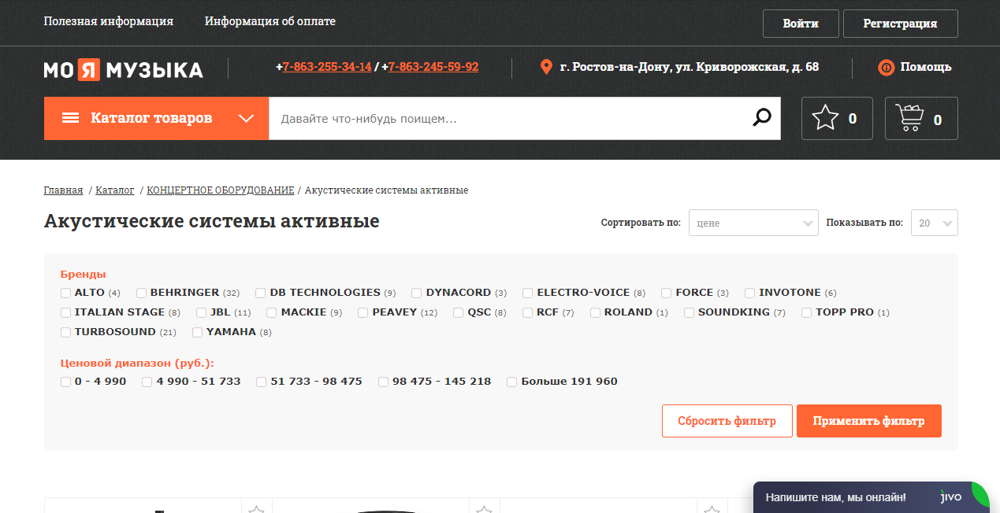 Полезная информация Информация об оплате Войти Регистрация
МОЯ МУЗЫКА +7-863-255-34-14 / +7-863-245-59-92 г. Ростов-на-Дону, ул. Криворожская, д. 68 Помощь
Каталог товаров Давайте что-нибудь поищем... 0 0
Главная / Каталог / КОНЦЕРТНОЕ ОБОРУДОВАНИЕ / Акустические системы активные
Акустические системы активные Сортировать по: цене Показывать по: 20
Бренды
ALTO (4) BEHRINGER (32) DB TECHNOLOGIES (9) DYNACORD (3) ELECTRO-VOICE (8) FORCE (3) INVOTONE (6)
ITALIAN STAGE (8) JBL (11) MACKIE (9) PEAVEY (12) QSC (8) RCF (7) ROLAND (1) SOUNDKING (7) TOPP PRO (1)
TURBOSOUND (21) YAMAHA (8)
Ценовой диапазон (руб.):
0 - 4 990 4 990 - 51 733 51 733 - 98 475 98 475 - 145 218 Больше 191 960
Сбросить фильтр Применить фильтр
Напишите нам, мы онлайн! jivo